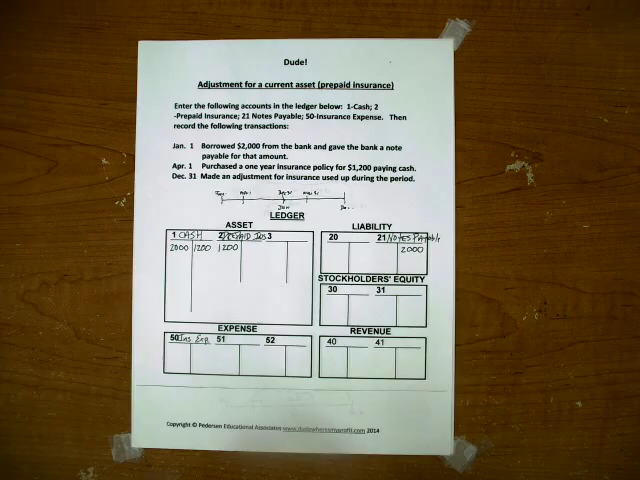 Dude!
Adjustment for a current asset (prepaid insurance)
Enter the following accounts in the ledger below: 1-Cash; 2
-Prepaid Insurance; 21 Notes Payable; 50-Insurance Expense. Then
record the following transactions:
Jan. 1 Borrowed $2,000 from the bank and gave the bank a note
payable for that amount.
Apr. 1 Purchased a one year insurance policy for $1,200 paying cash.
Dec. 31 Made an adjustment for insurance used up during the period.
LEDGER
ASSET LIABILITY
1 CASH 2 PREPAID INS 3 20 21 NOTES PAYABLE
2000 1200 1200 2000
STOCKHOLDERS' EQUITY
30 31
EXPENSE REVENUE
50 Ins. Exp. 51 52 40 41
Copyright © Pedersen Educational Associates www.dudewheresmyprofit.com 2014